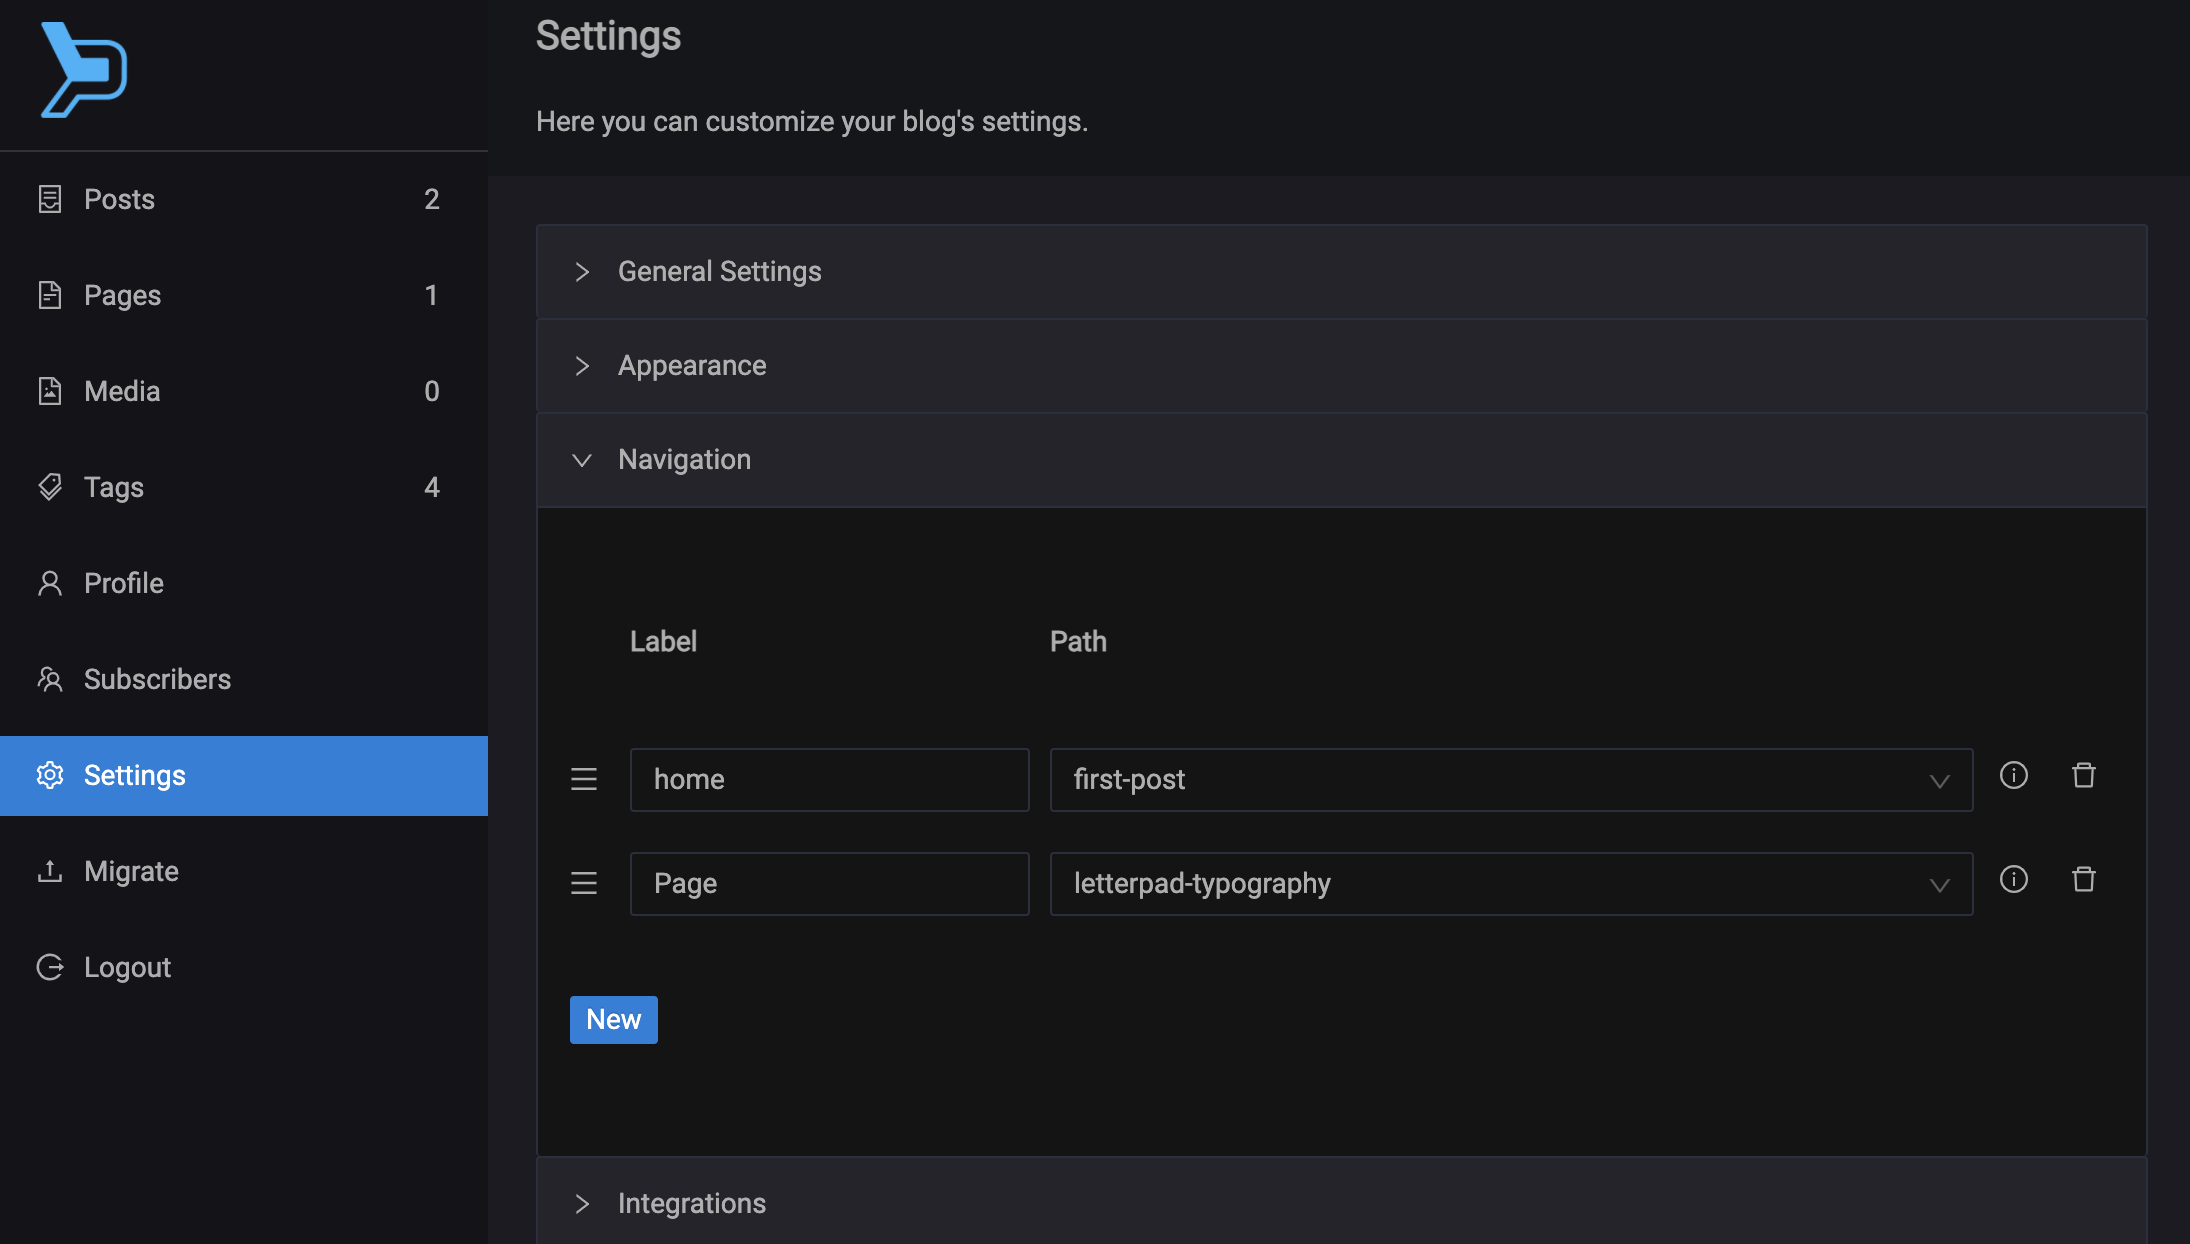 Settings
Here you can customize your blog's settings.
Posts 2
Pages 1
Media 0
Tags 4
Profile
Subscribers
Settings
Migrate
Logout
General Settings
Appearance
Navigation
Label Path
home first-post
Page letterpad-typography
New
Integrations